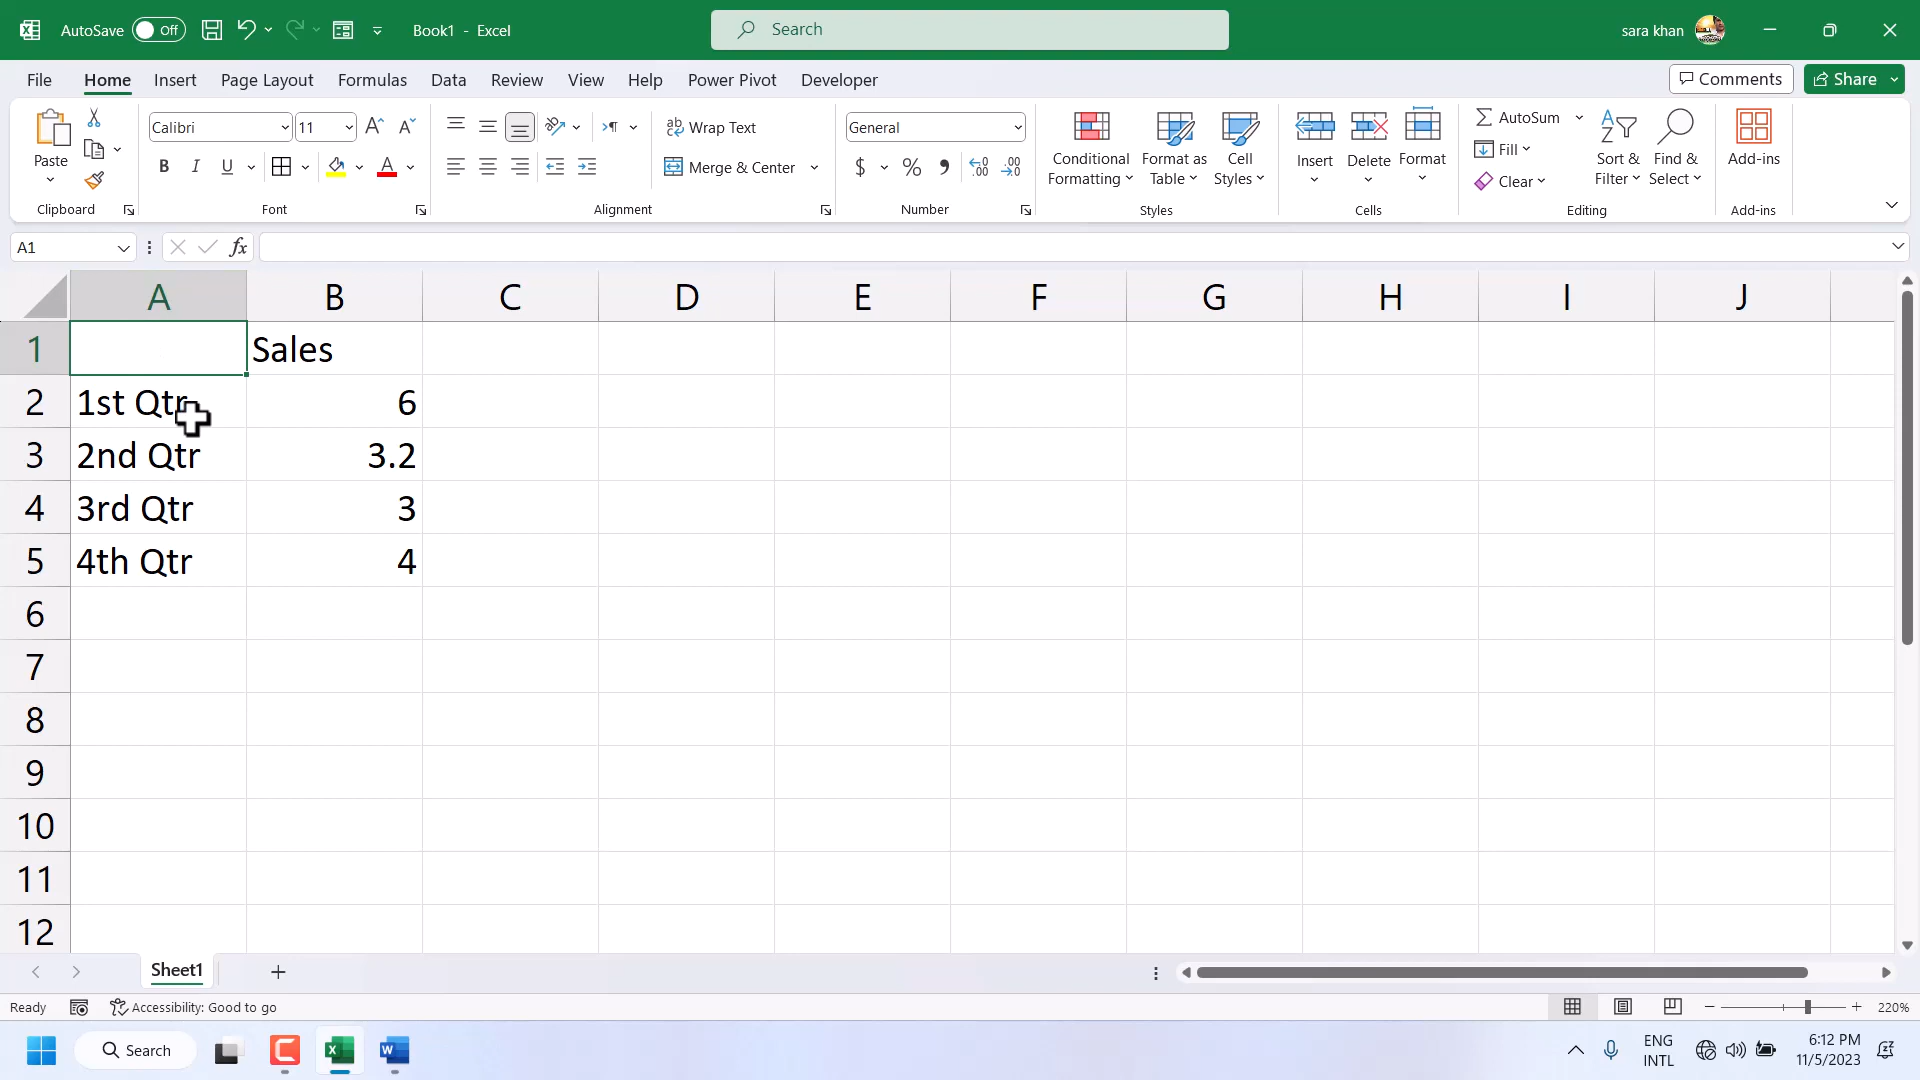 AutoSave Off Book1 - Excel Search sara khan
File Home Insert Page Layout Formulas Data Review View Help Power Pivot Developer Comments Share
Paste Calibri 11 Wrap Text General Conditional Formatting Format as Table Cell Styles Insert Delete Format AutoSum Sort & Filter Find & Select Add-ins
B I U Merge & Center $ % , Fill
Clear
Clipboard Font Alignment Number Styles Cells Editing Add-ins
A1 fx
A B C D E F G H I J
1 Sales
2 1st Qtr 6
3 2nd Qtr 3.2
4 3rd Qtr 3
5 4th Qtr 4
6
7
8
9
10
11
12
Sheet1
Ready Accessibility: Good to go 220%
Search ENG 6:12 PM
INTL 11/5/2023